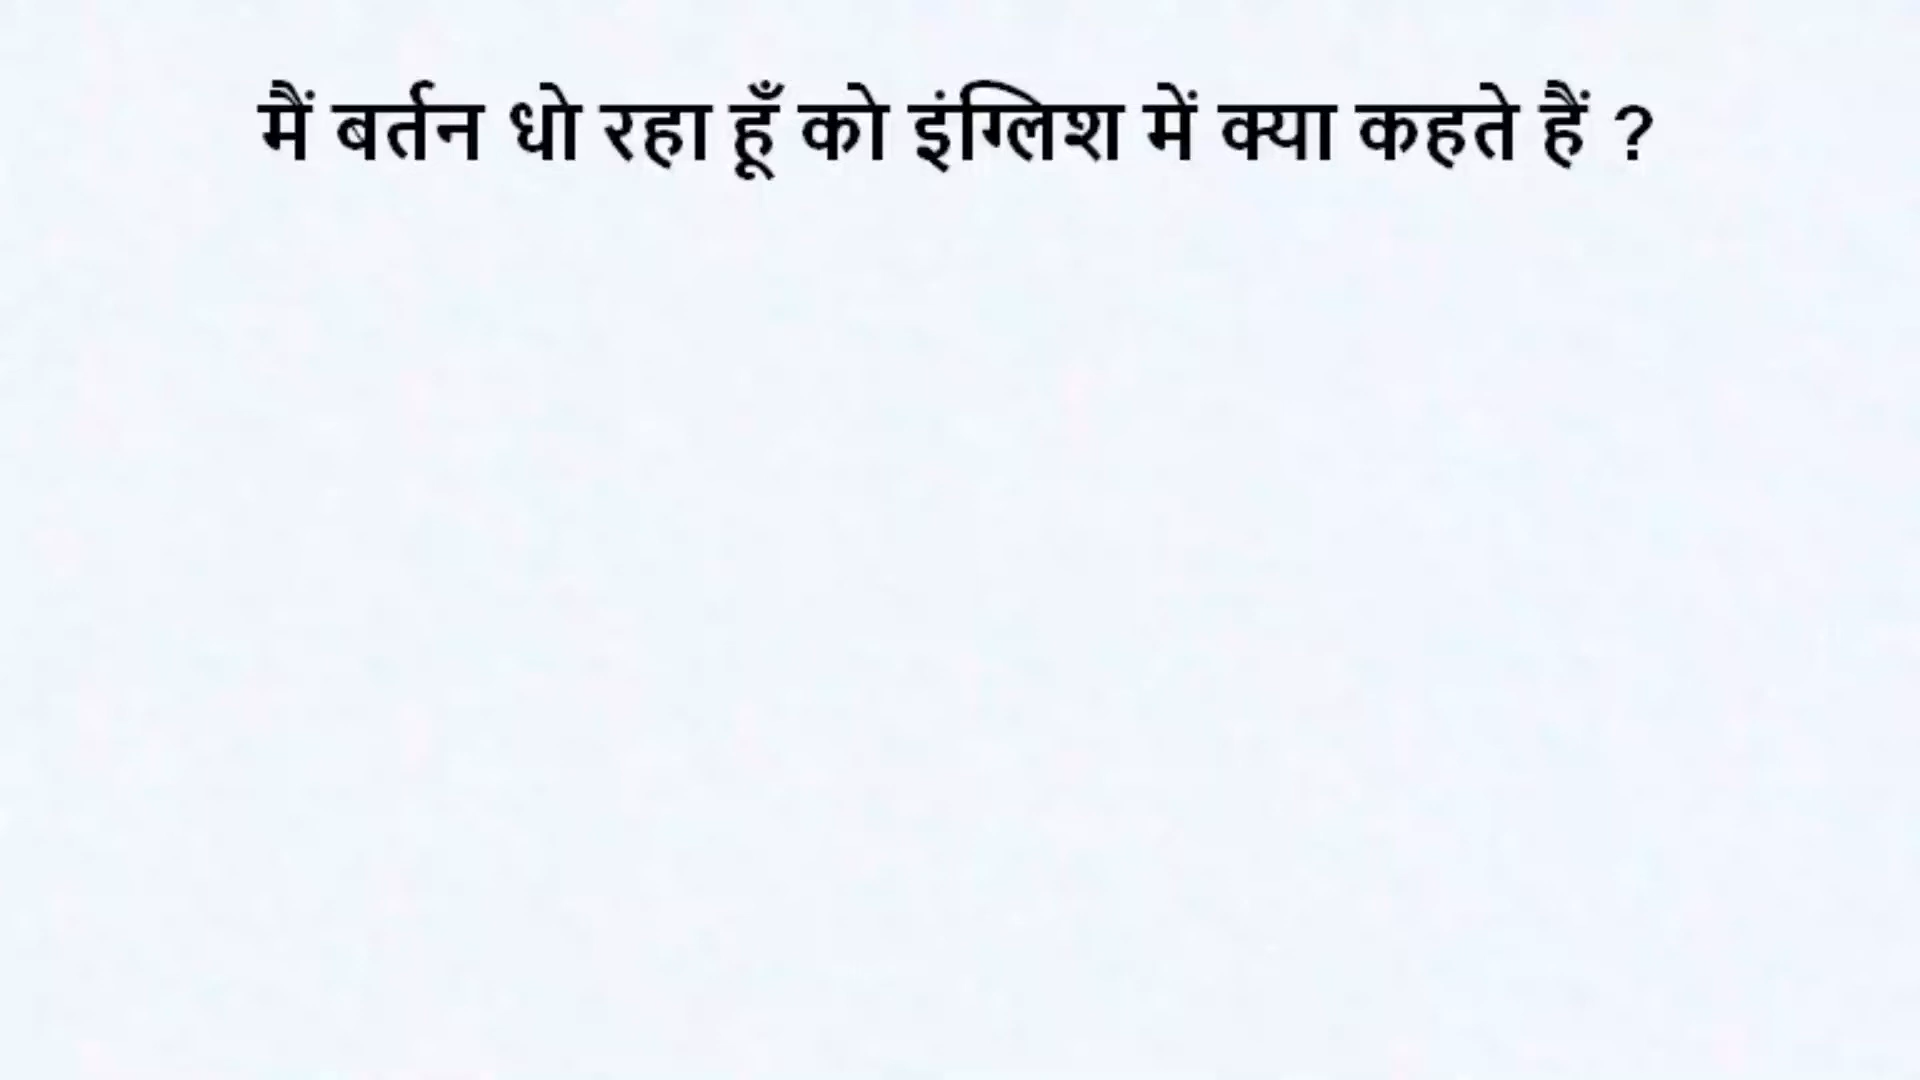 मैं बर्तन धो रहा हूँ को इंग्लिश में क्या कहते हैं ?